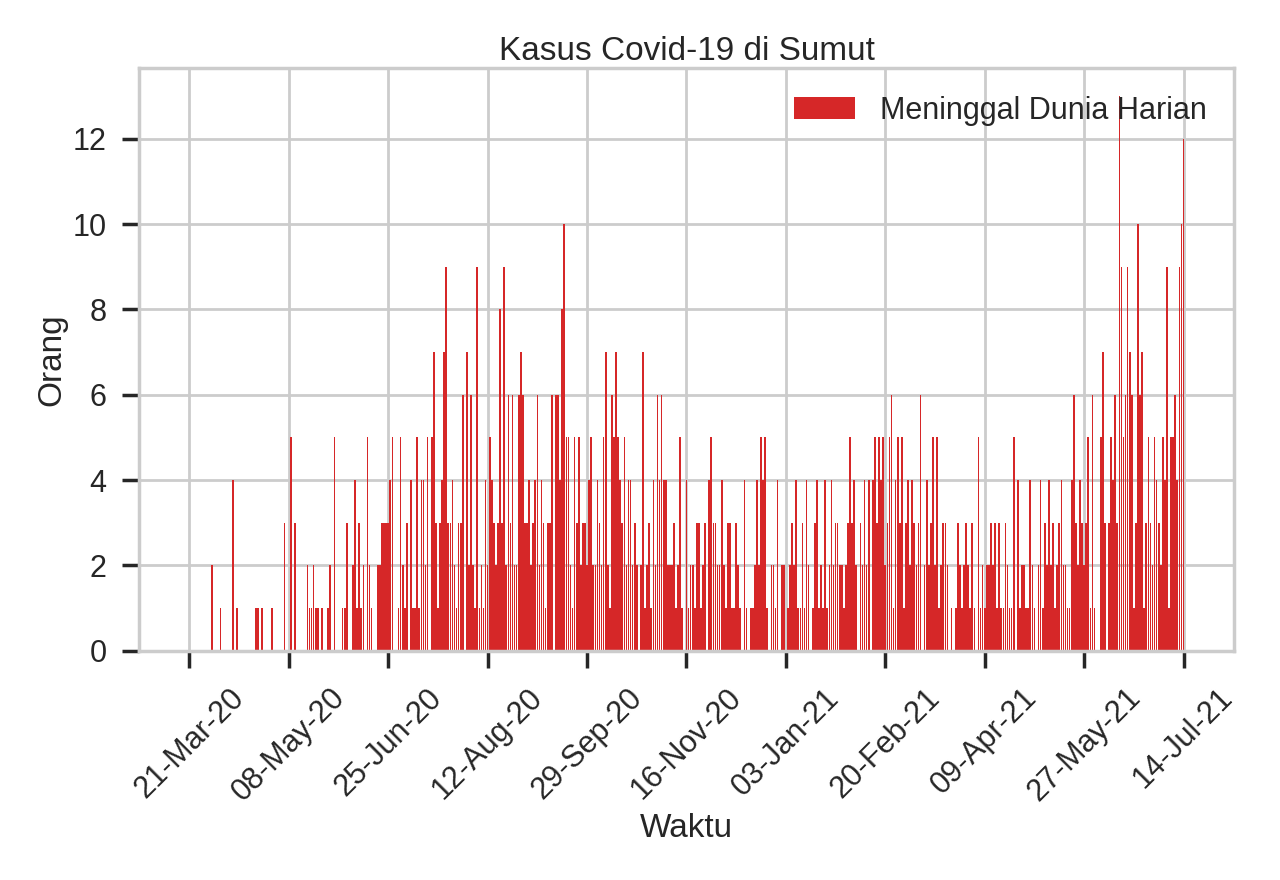 Kasus Covid-19 di Sumut
Meninggal Dunia Harian
12
10
8
6
4
2
0
Orang
21-Mar-20
08-May-20
25-Jun-20
12-Aug-20
29-Sep-20
16-Nov-20
03-Jan-21
20-Feb-21
09-Apr-21
27-May-21
14-Jul-21
Waktu